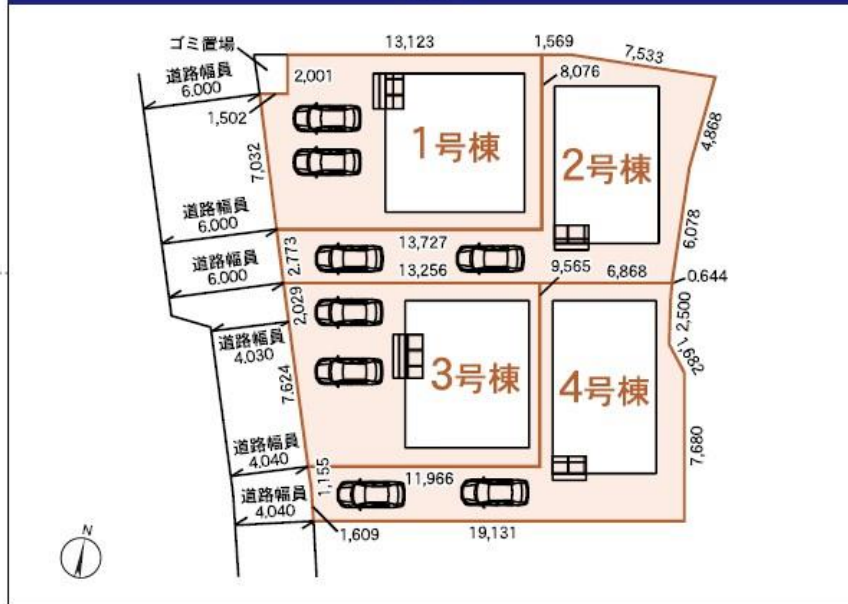 ゴミ置場
13,123
1,569
7,533
道路幅員
6.000
2,001
8,076
1,502
4,868
1号棟
2号棟
7,032
道路幅員
6.000
6,078
13,727
2.773
道路幅員
6.000
13,256
9,565
6,868
0.644
2,029
2,500
道路幅員
4.030
1,682
3号棟
4号棟
7.624
7,680
道路幅員
4.040
1,155
11,966
道路幅員
4.040
1,609
19,131
N